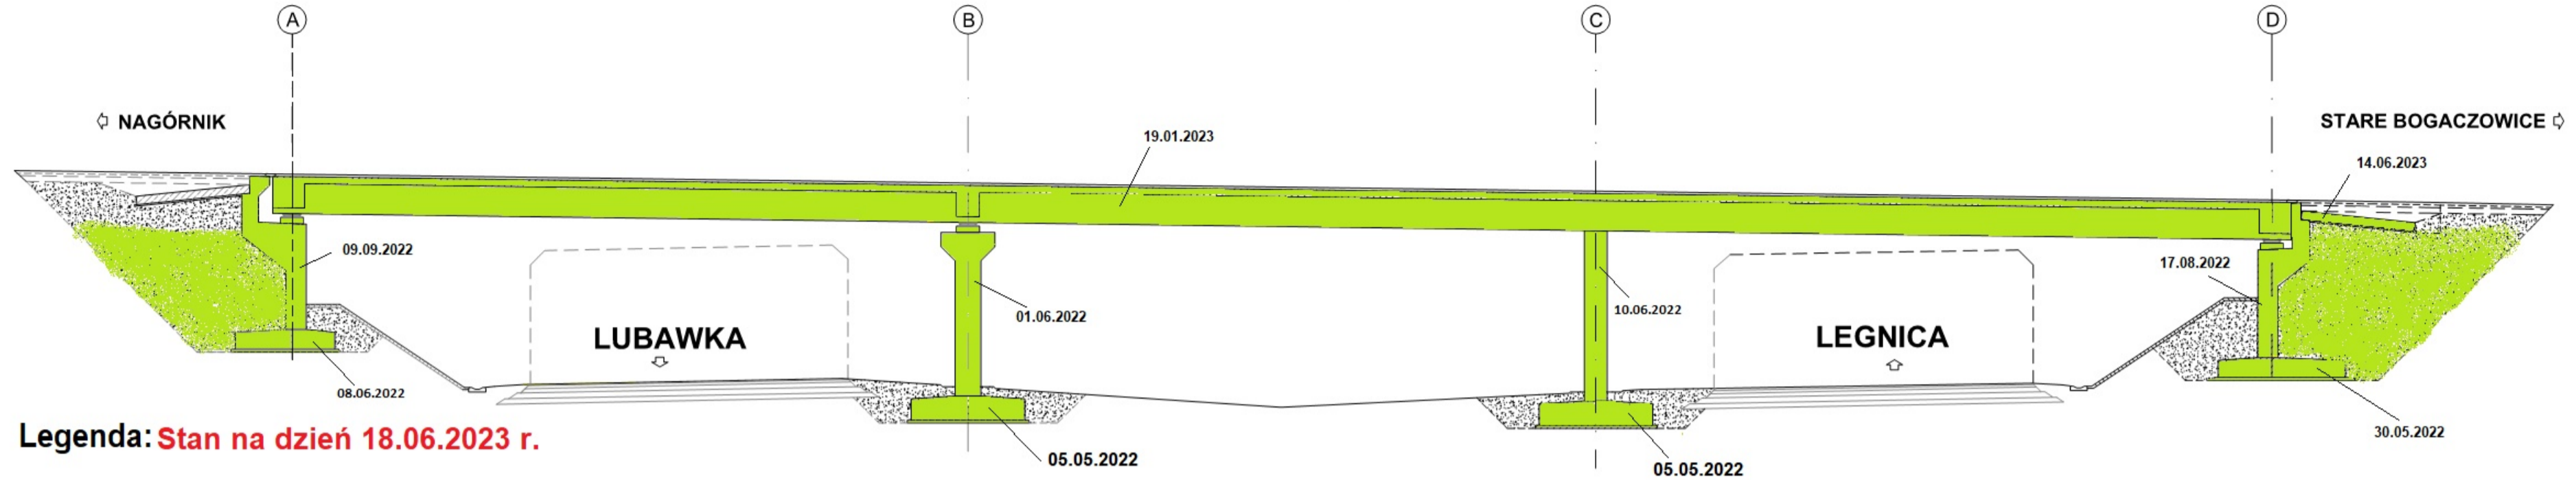 A
B
C
D
NAGÓRNIK
STARE BOGACZOWICE
19.01.2023
14.06.2023
09.09.2022
01.06.2022
10.06.2022
17.08.2022
LUBAWKA
LEGNICA
08.06.2022
05.05.2022
05.05.2022
30.05.2022
Legenda: Stan na dzień 18.06.2023 r.